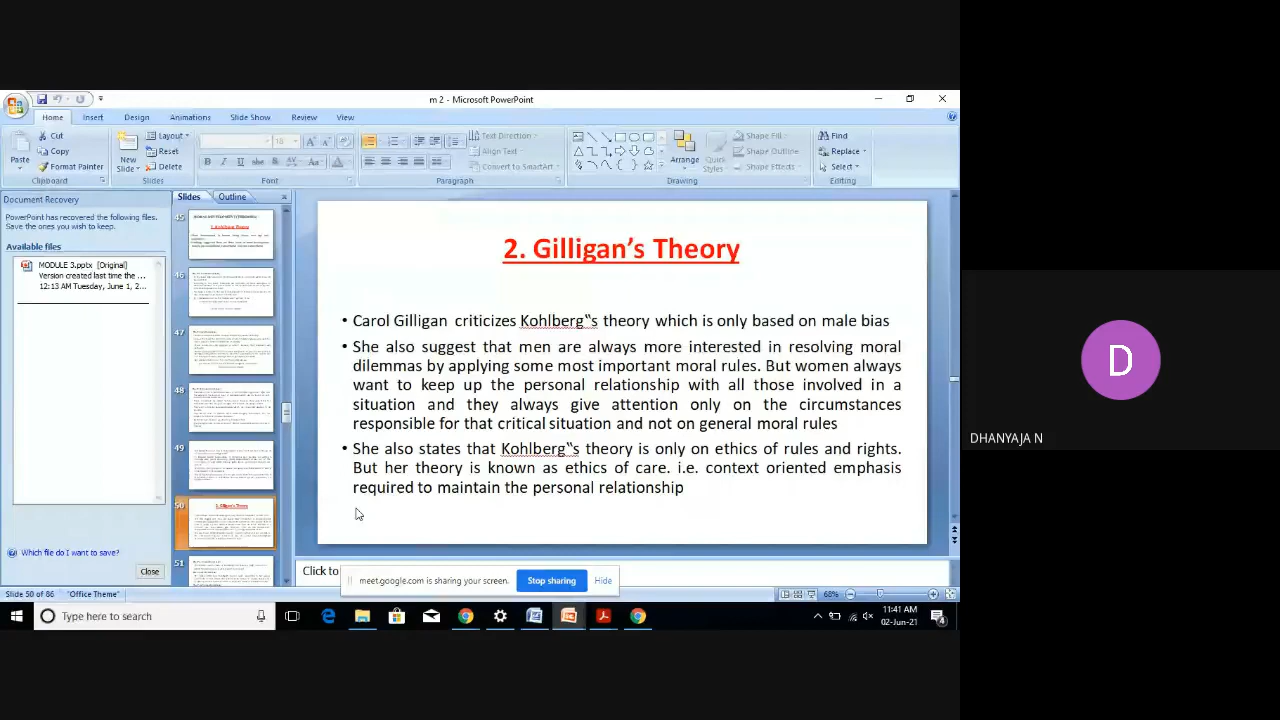 m 2 - Microsoft PowerPoint
Home Insert Design Animations Slide Show Review View
Cut
Copy
Format Painter
Paste
Clipboard
New
Slide
Layout
Reset
Delete
Slides
18
Font
Text Direction
Align Text
Convert to SmartArt
Paragraph
Arrange
Quick
Styles
Shape Fill
Shape Outline
Shape Effects
Drawing
Find
Replace
Select
Editing
Document Recovery
PowerPoint has recovered the following files.
Save the ones you wish to keep.
Available files
MODULE 3.pptx [Original]
Version created last time the ...
12:13 AM Tuesday, June 1, 2...
Which file do I want to save?
Close
Slides Outline
45
46
47
48
49
50
51
2. Gilligan's Theory
• Carol Gilligan criticizes Kohlberg‟s theory which is only based on male bias.
• She also suggest that men are always more interested in resolving moral
dilemmas by applying some most important moral rules. But women always
want to keep up the personal relationship with all those involved in a
situation and they always give attention only on the circumstances
responsible for that critical situation and not on general moral rules
• She also states that Kohlberg‟s theory is only on ethics of rules and rights.
But her theory is known as ethics of care. i.e. context oriented emphasis
required to maintain the personal relationship
Click to
meet.google.com is sharing your screen.
Stop sharing
Hide
Slide 50 of 86 "Office Theme"
68%
Type here to search
11:41 AM
02-Jun-21
4
D
DHANYAJA N